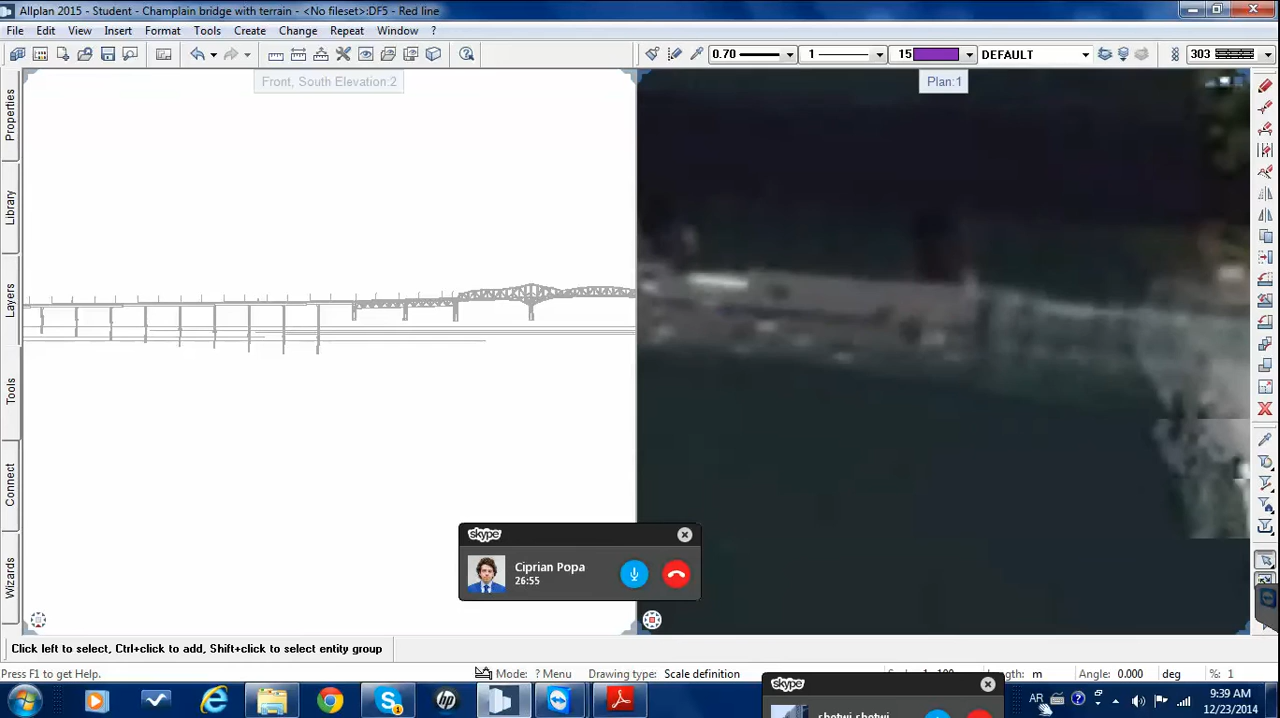 Allplan 2015 - Student - Champlain bridge with terrain - <No fileset>:DF5 - Red line
File Edit View Insert Format Tools Create Change Repeat Window ?
0.70 1 15 DEFAULT 303
Front, South Elevation:2
Plan:1
Properties
Library
Layers
Tools
Connect
Wizards
skype
Ciprian Popa
26:55
Click left to select, Ctrl+click to add, Shift+click to select entity group
Press F1 to get Help. Mode: ? Menu Drawing type: Scale definition m Angle: 0.000 deg %: 1
skype
shetwi shetwi
AR
9:39 AM
12/23/2014